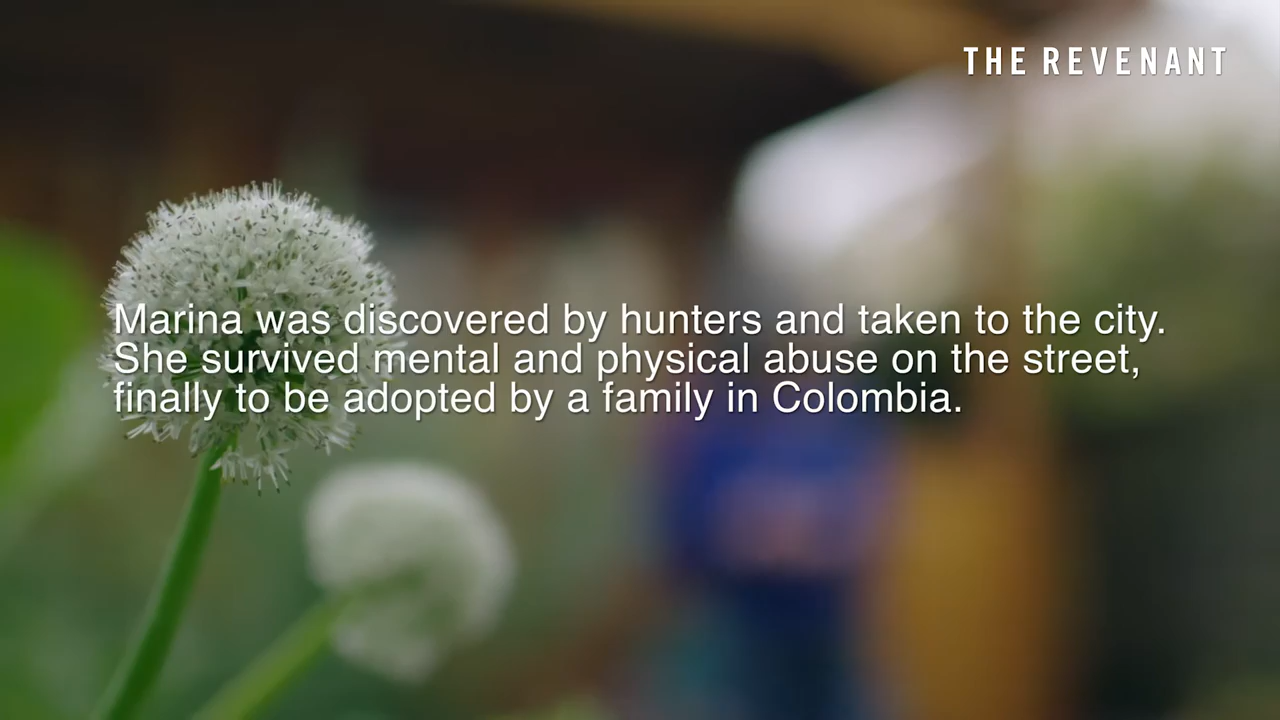 THE REVENANT
Marina was discovered by hunters and taken to the city.
She survived mental and physical abuse on the street,
finally to be adopted by a family in Colombia.